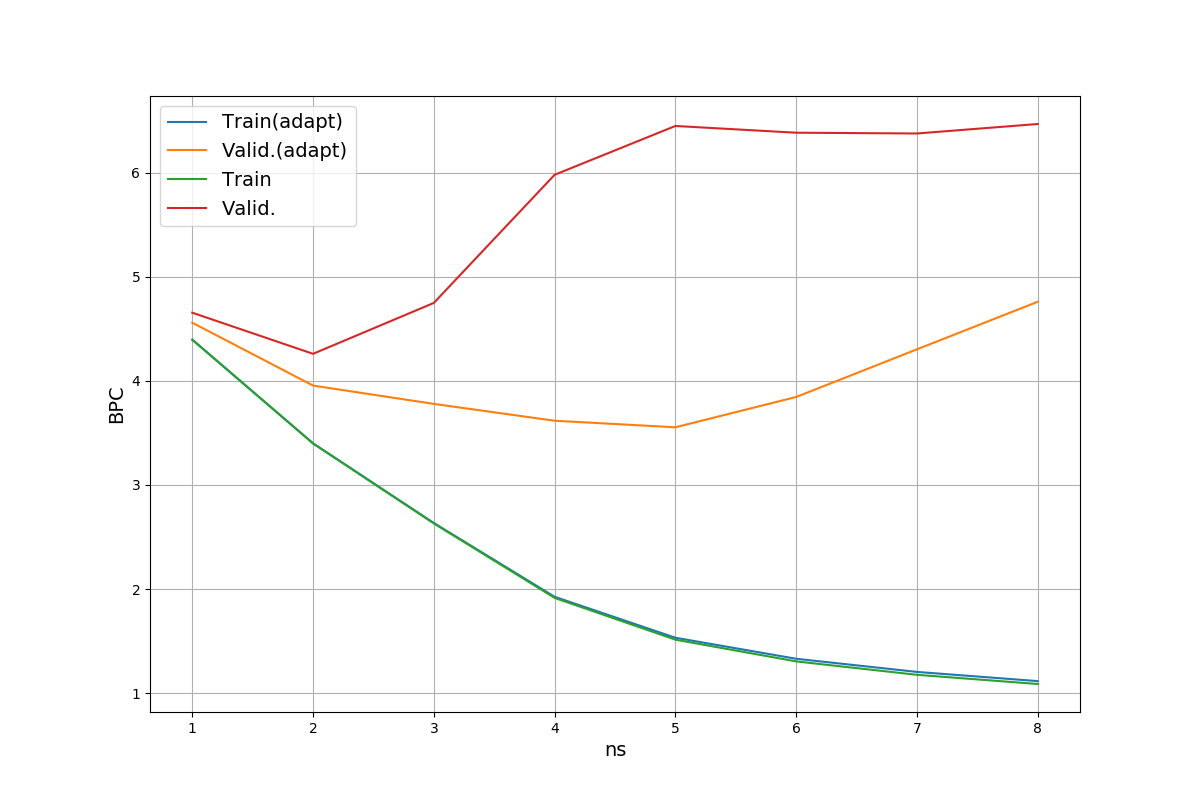 Train(adapt)
Valid.(adapt)
Train
Valid.
6
5
4
3
2
1
BPC
1 2 3 4 5 6 7 8
ns